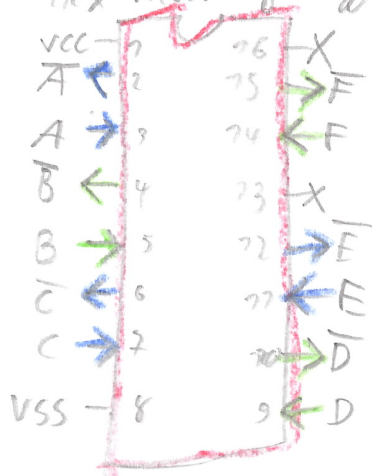 VCC 1 16 X
A̅ 2 15 F̅
A 3 14 F
B̅ 4 13 X
B 5 12 E̅
C̅ 6 11 E
C 7 10 D̅
VSS 8 9 D